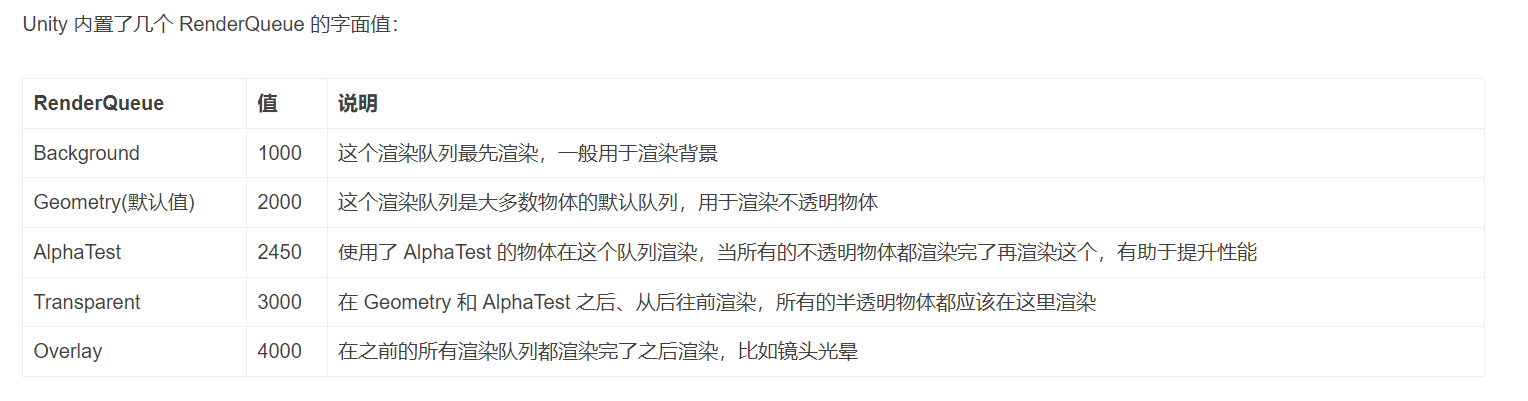 Unity 内置了几个 RenderQueue 的字面值：
RenderQueue 值 说明
Background 1000 这个渲染队列最先渲染，一般用于渲染背景
Geometry(默认值) 2000 这个渲染队列是大多数物体的默认队列，用于渲染不透明物体
AlphaTest 2450 使用了 AlphaTest 的物体在这个队列渲染，当所有的不透明物体都渲染完了再渲染这个，有助于提升性能
Transparent 3000 在 Geometry 和 AlphaTest 之后、从后往前渲染，所有的半透明物体都应该在这里渲染
Overlay 4000 在之前的所有渲染队列都渲染完了之后渲染，比如镜头光晕